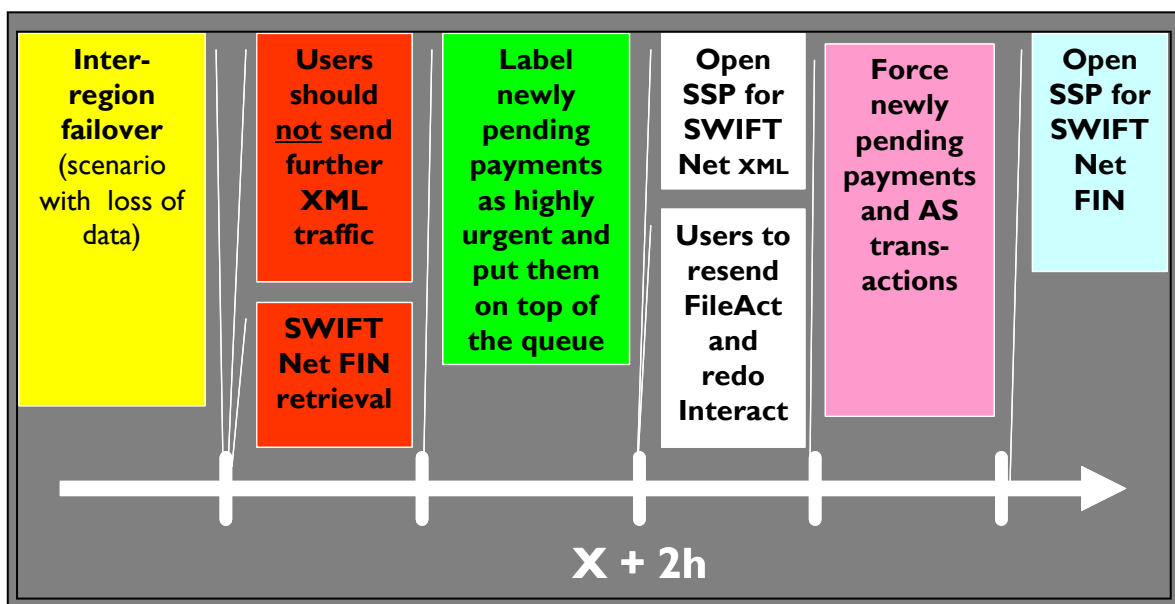 Inter-
region
failover
(scenario
with loss of
data)
Users
should
not send
further
XML
traffic
SWIFT
Net FIN
retrieval
Label
newly
pending
payments
as highly
urgent and
put them
on top of
the queue
Open
SSP for
SWIFT
Net XML
Users to
resend
FileAct
and
redo
Interact
Force
newly
pending
payments
and AS
trans-
actions
Open
SSP for
SWIFT
Net
FIN
X + 2h